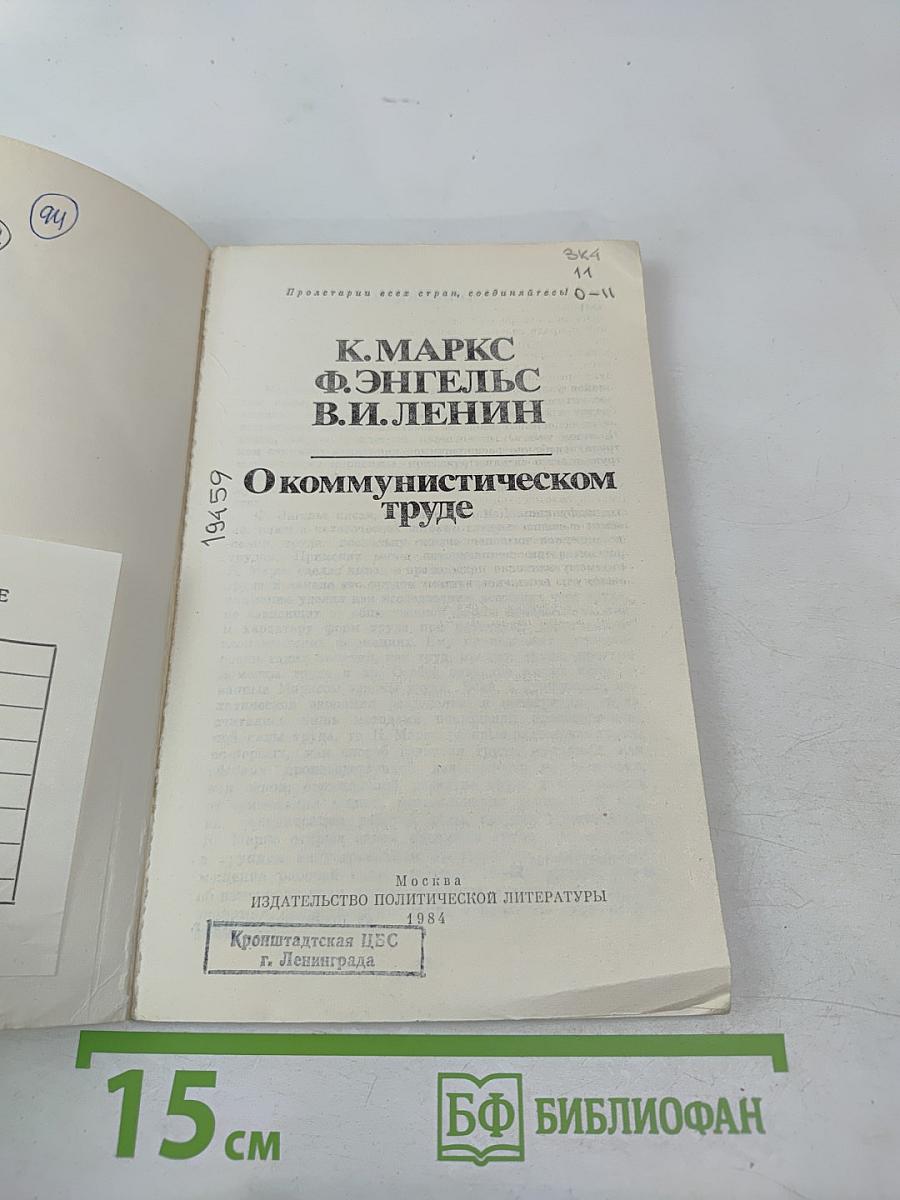 94
ЗК4
11
О-11
Пролетарии всех стран, соединяйтесь!
К. МАРКС
Ф. ЭНГЕЛЬС
В. И. ЛЕНИН
О коммунистическом
труде
19459
Е
Москва
ИЗДАТЕЛЬСТВО ПОЛИТИЧЕСКОЙ ЛИТЕРАТУРЫ
1984
Кронштадтская ЦБС
г. Ленинграда
15 см
БФ БИБЛИОФАН